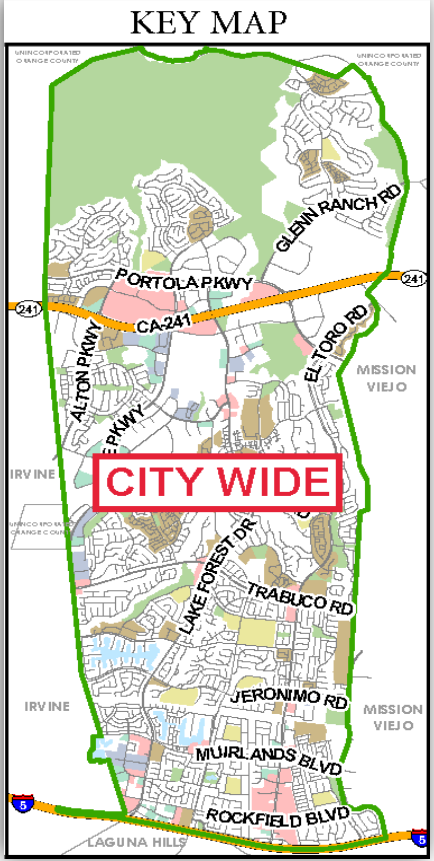 KEY MAP
UNINCORPORATED
ORANGE COUNTY
UNINCORPORATED
ORANGE COUNTY
GLENN RANCH RD
PORTOLA PKWY
241
241
CA-241
ALTON PKWY
EL TORO RD
MISSION
VIEJO
E PKWY
IRVINE
CITY WIDE
UNINCORPORATED
ORANGE COUNTY
LAKE FOREST DR
TRABUCO RD
IRVINE
JERONIMO RD
MISSION
VIEJO
MUIRLANDS BLVD
5
ROCKFIELD BLVD
5
LAGUNA HILLS